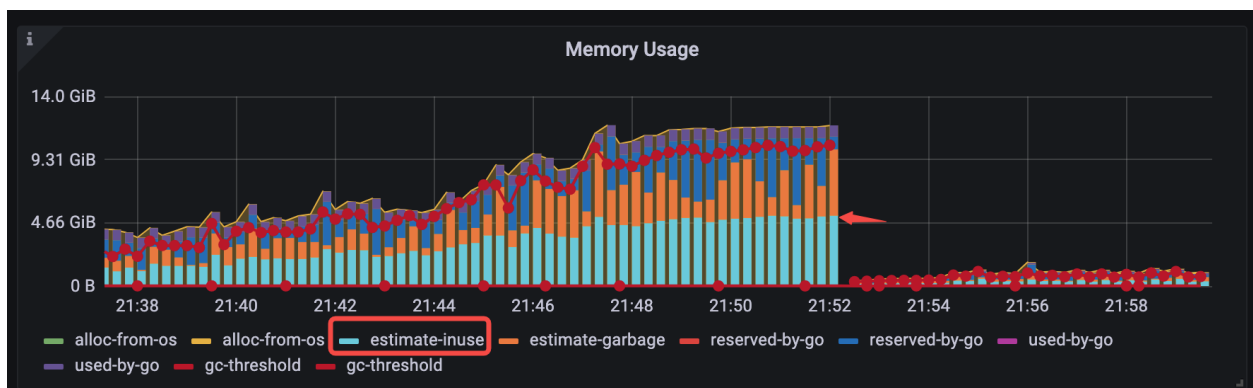 i
Memory Usage
14.0 GiB
9.31 GiB
4.66 GiB
0 B
21:38 21:40 21:42 21:44 21:46 21:48 21:50 21:52 21:54 21:56 21:58
alloc-from-os alloc-from-os estimate-inuse estimate-garbage reserved-by-go reserved-by-go used-by-go
used-by-go gc-threshold gc-threshold